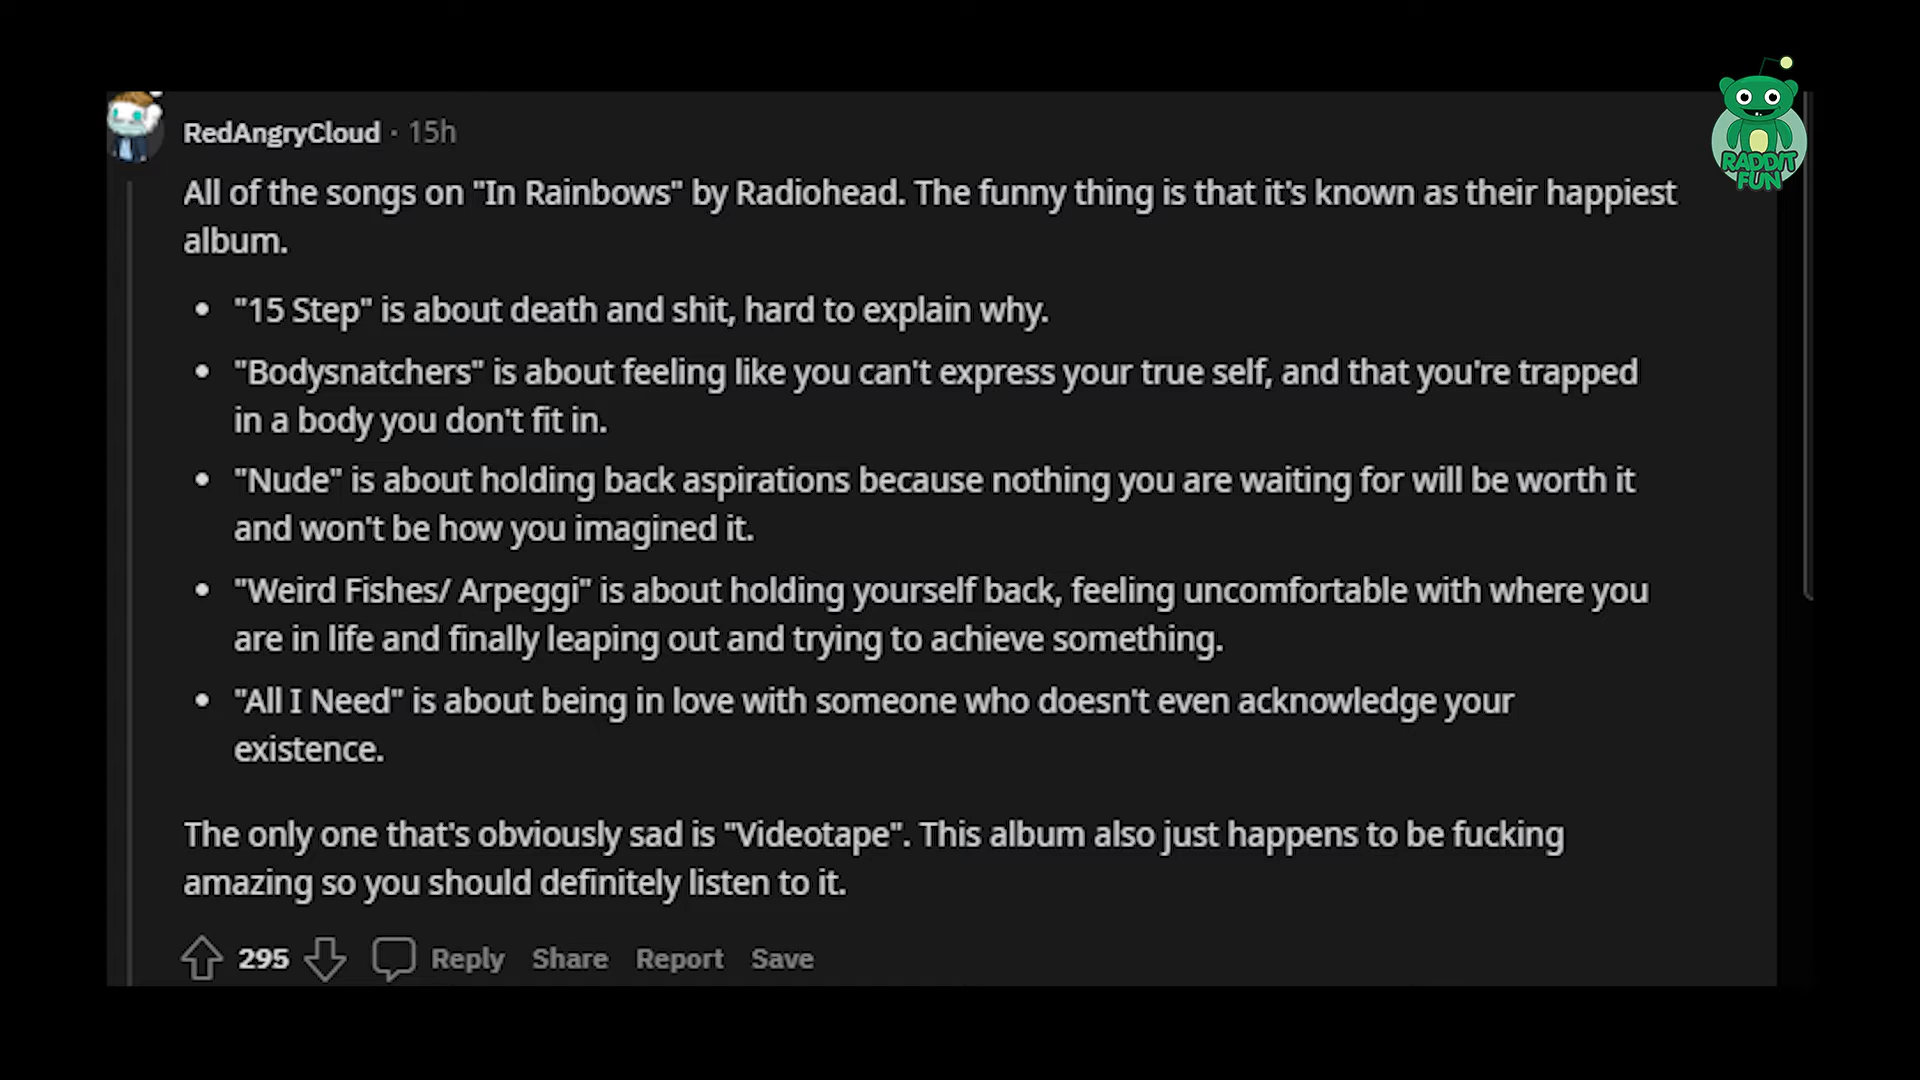 RedAngryCloud · 15h
RADDIT
FUN
All of the songs on "In Rainbows" by Radiohead. The funny thing is that it's known as their happiest
album.
• "15 Step" is about death and shit, hard to explain why.
• "Bodysnatchers" is about feeling like you can't express your true self, and that you're trapped
in a body you don't fit in.
• "Nude" is about holding back aspirations because nothing you are waiting for will be worth it
and won't be how you imagined it.
• "Weird Fishes/ Arpeggi" is about holding yourself back, feeling uncomfortable with where you
are in life and finally leaping out and trying to achieve something.
• "All I Need" is about being in love with someone who doesn't even acknowledge your
existence.
The only one that's obviously sad is "Videotape". This album also just happens to be fucking
amazing so you should definitely listen to it.
295 Reply Share Report Save